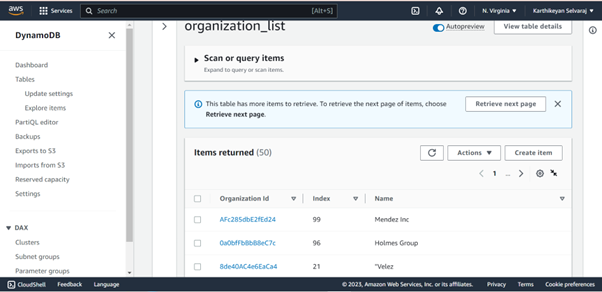 aws
Services
Search
[Alt+S]
N. Virginia
Karthikeyan Selvaraj
DynamoDB
Dashboard
Tables
Update settings
Explore items
PartiQL editor
Backups
Exports to S3
Imports from S3
Reserved capacity
Settings
DAX
Clusters
Subnet groups
Parameter groups
organization_list
Autopreview
View table details
Scan or query items
Expand to query or scan items.
This table has more items to retrieve. To retrieve the next page of items, choose
Retrieve next page.
Retrieve next page
Items returned (50)
Actions
Create item
1 ...
Organization Id Index Name
AFc285dbE2fEd24 99 Mendez Inc
0a0bfFbBbB8eC7c 96 Holmes Group
8de40AC4e6EaCa4 21 "Velez
CloudShell Feedback Language © 2023, Amazon Web Services, Inc. or its affiliates. Privacy Terms Cookie preferences